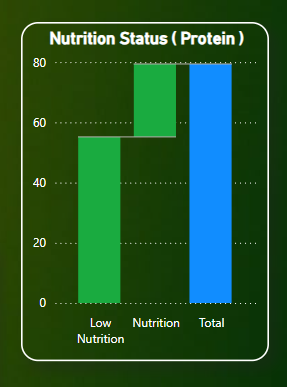 Nutrition Status ( Protein )
80
60
40
20
0
Low
Nutrition
Nutrition
Total